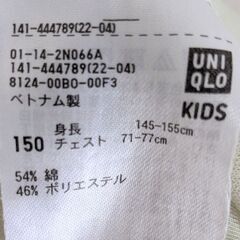 141-444789(22-04)
01-14-2N066A
141-444789(22-04)
8124-00B0-00F3
ベトナム製
UNI
QLO
KIDS
身長 145-155cm
150 チェスト 71-77cm
54% 綿
46% ポリエステル